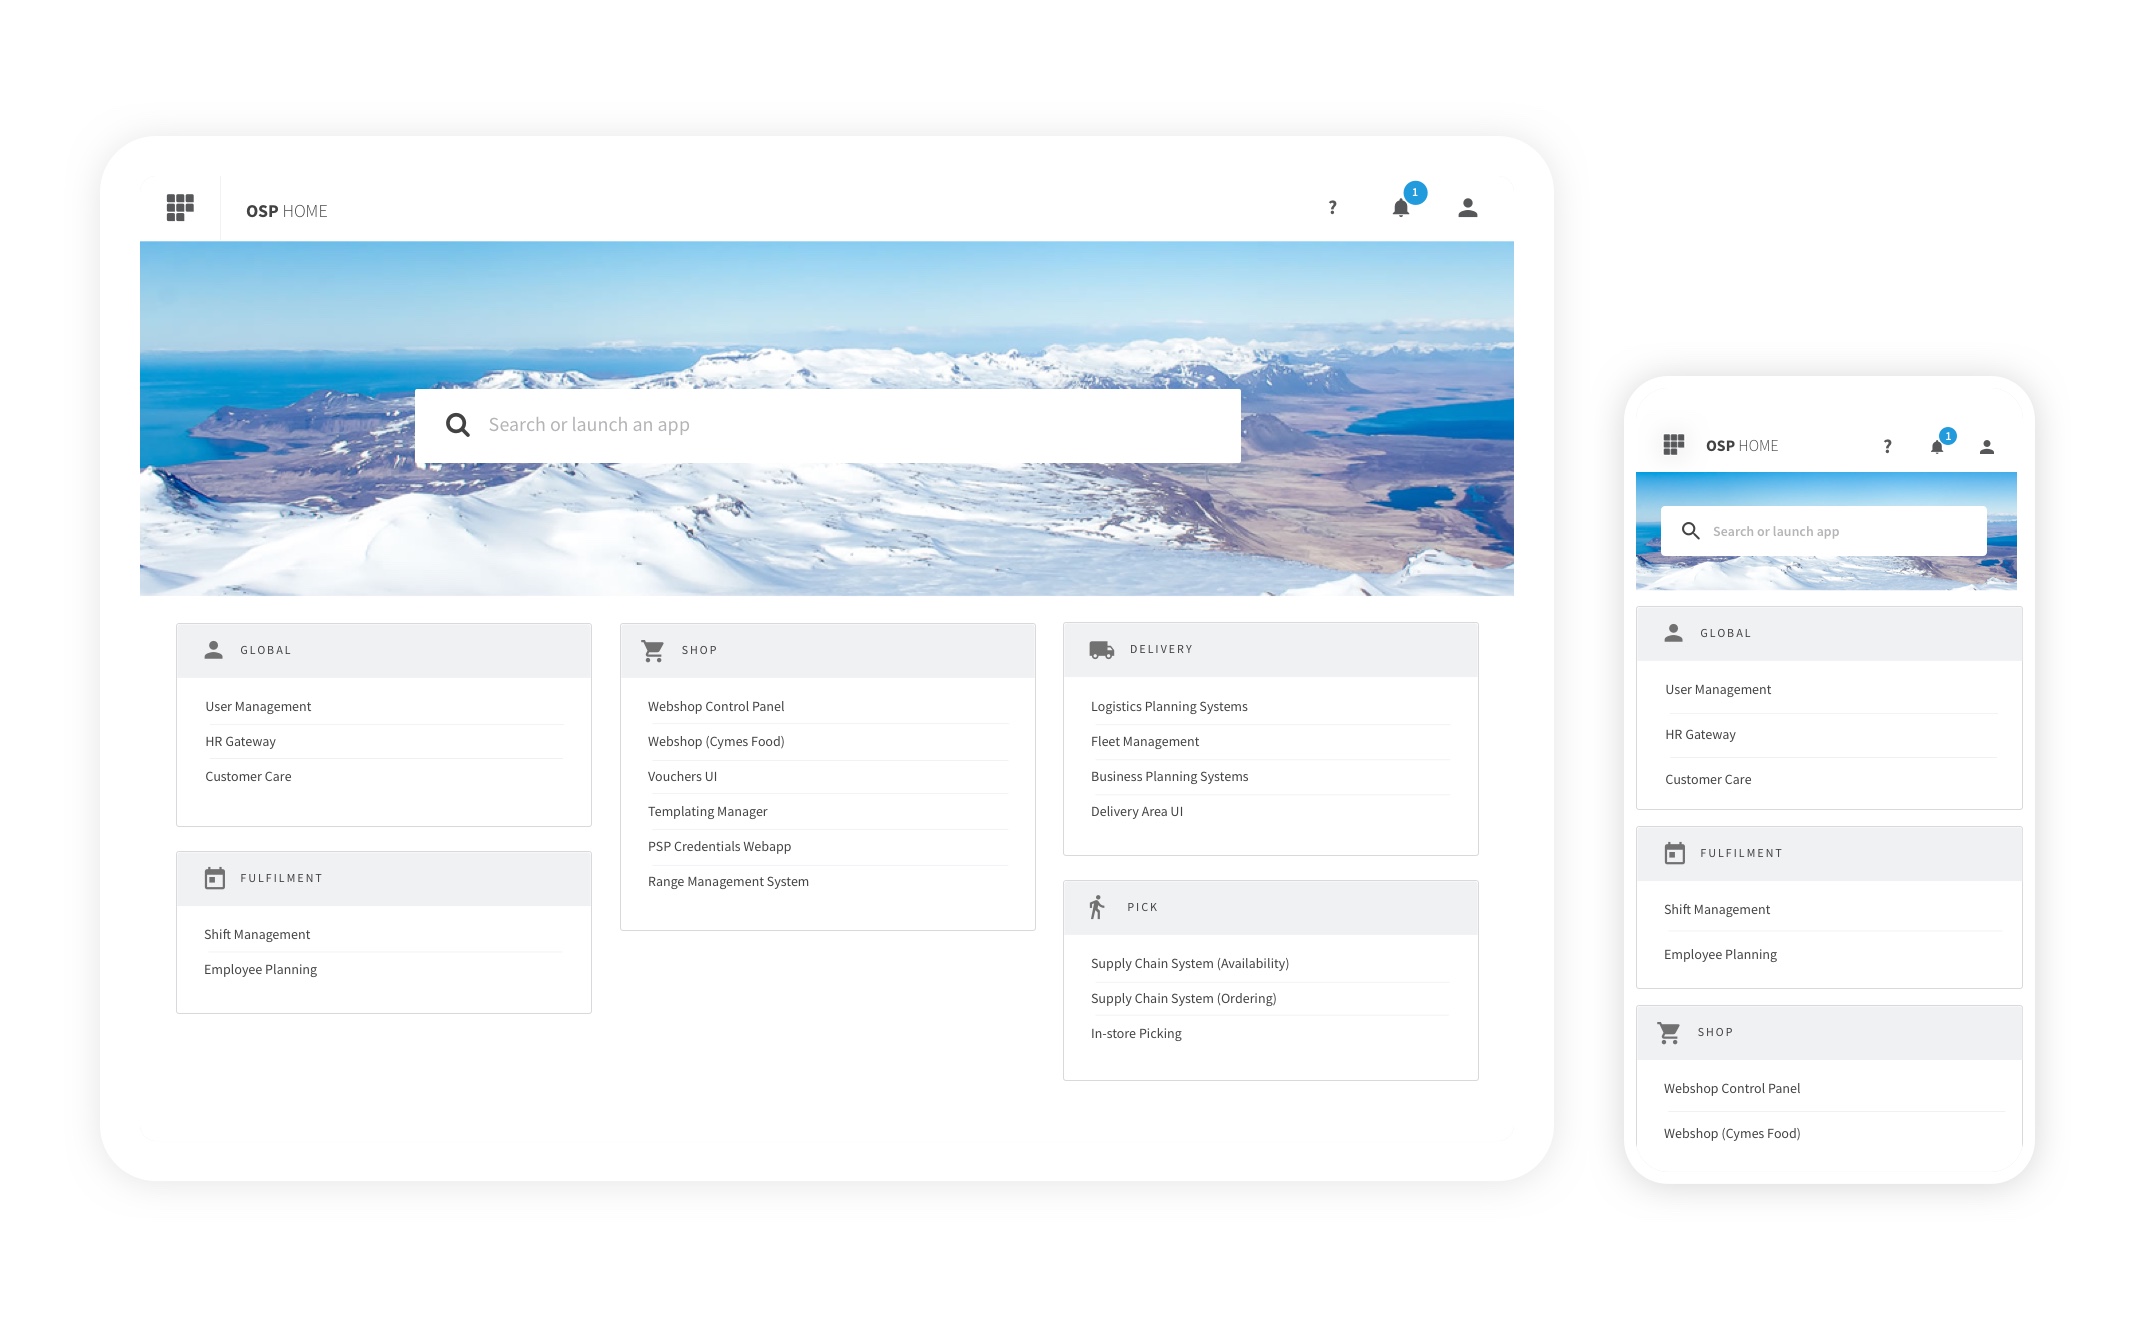 OSP HOME
?
1
Search or launch an app
GLOBAL
User Management
HR Gateway
Customer Care
FULFILMENT
Shift Management
Employee Planning
SHOP
Webshop Control Panel
Webshop (Cymes Food)
Vouchers UI
Templating Manager
PSP Credentials Webapp
Range Management System
DELIVERY
Logistics Planning Systems
Fleet Management
Business Planning Systems
Delivery Area UI
PICK
Supply Chain System (Availability)
Supply Chain System (Ordering)
In-store Picking
OSP HOME
?
1
Search or launch app
GLOBAL
User Management
HR Gateway
Customer Care
FULFILMENT
Shift Management
Employee Planning
SHOP
Webshop Control Panel
Webshop (Cymes Food)